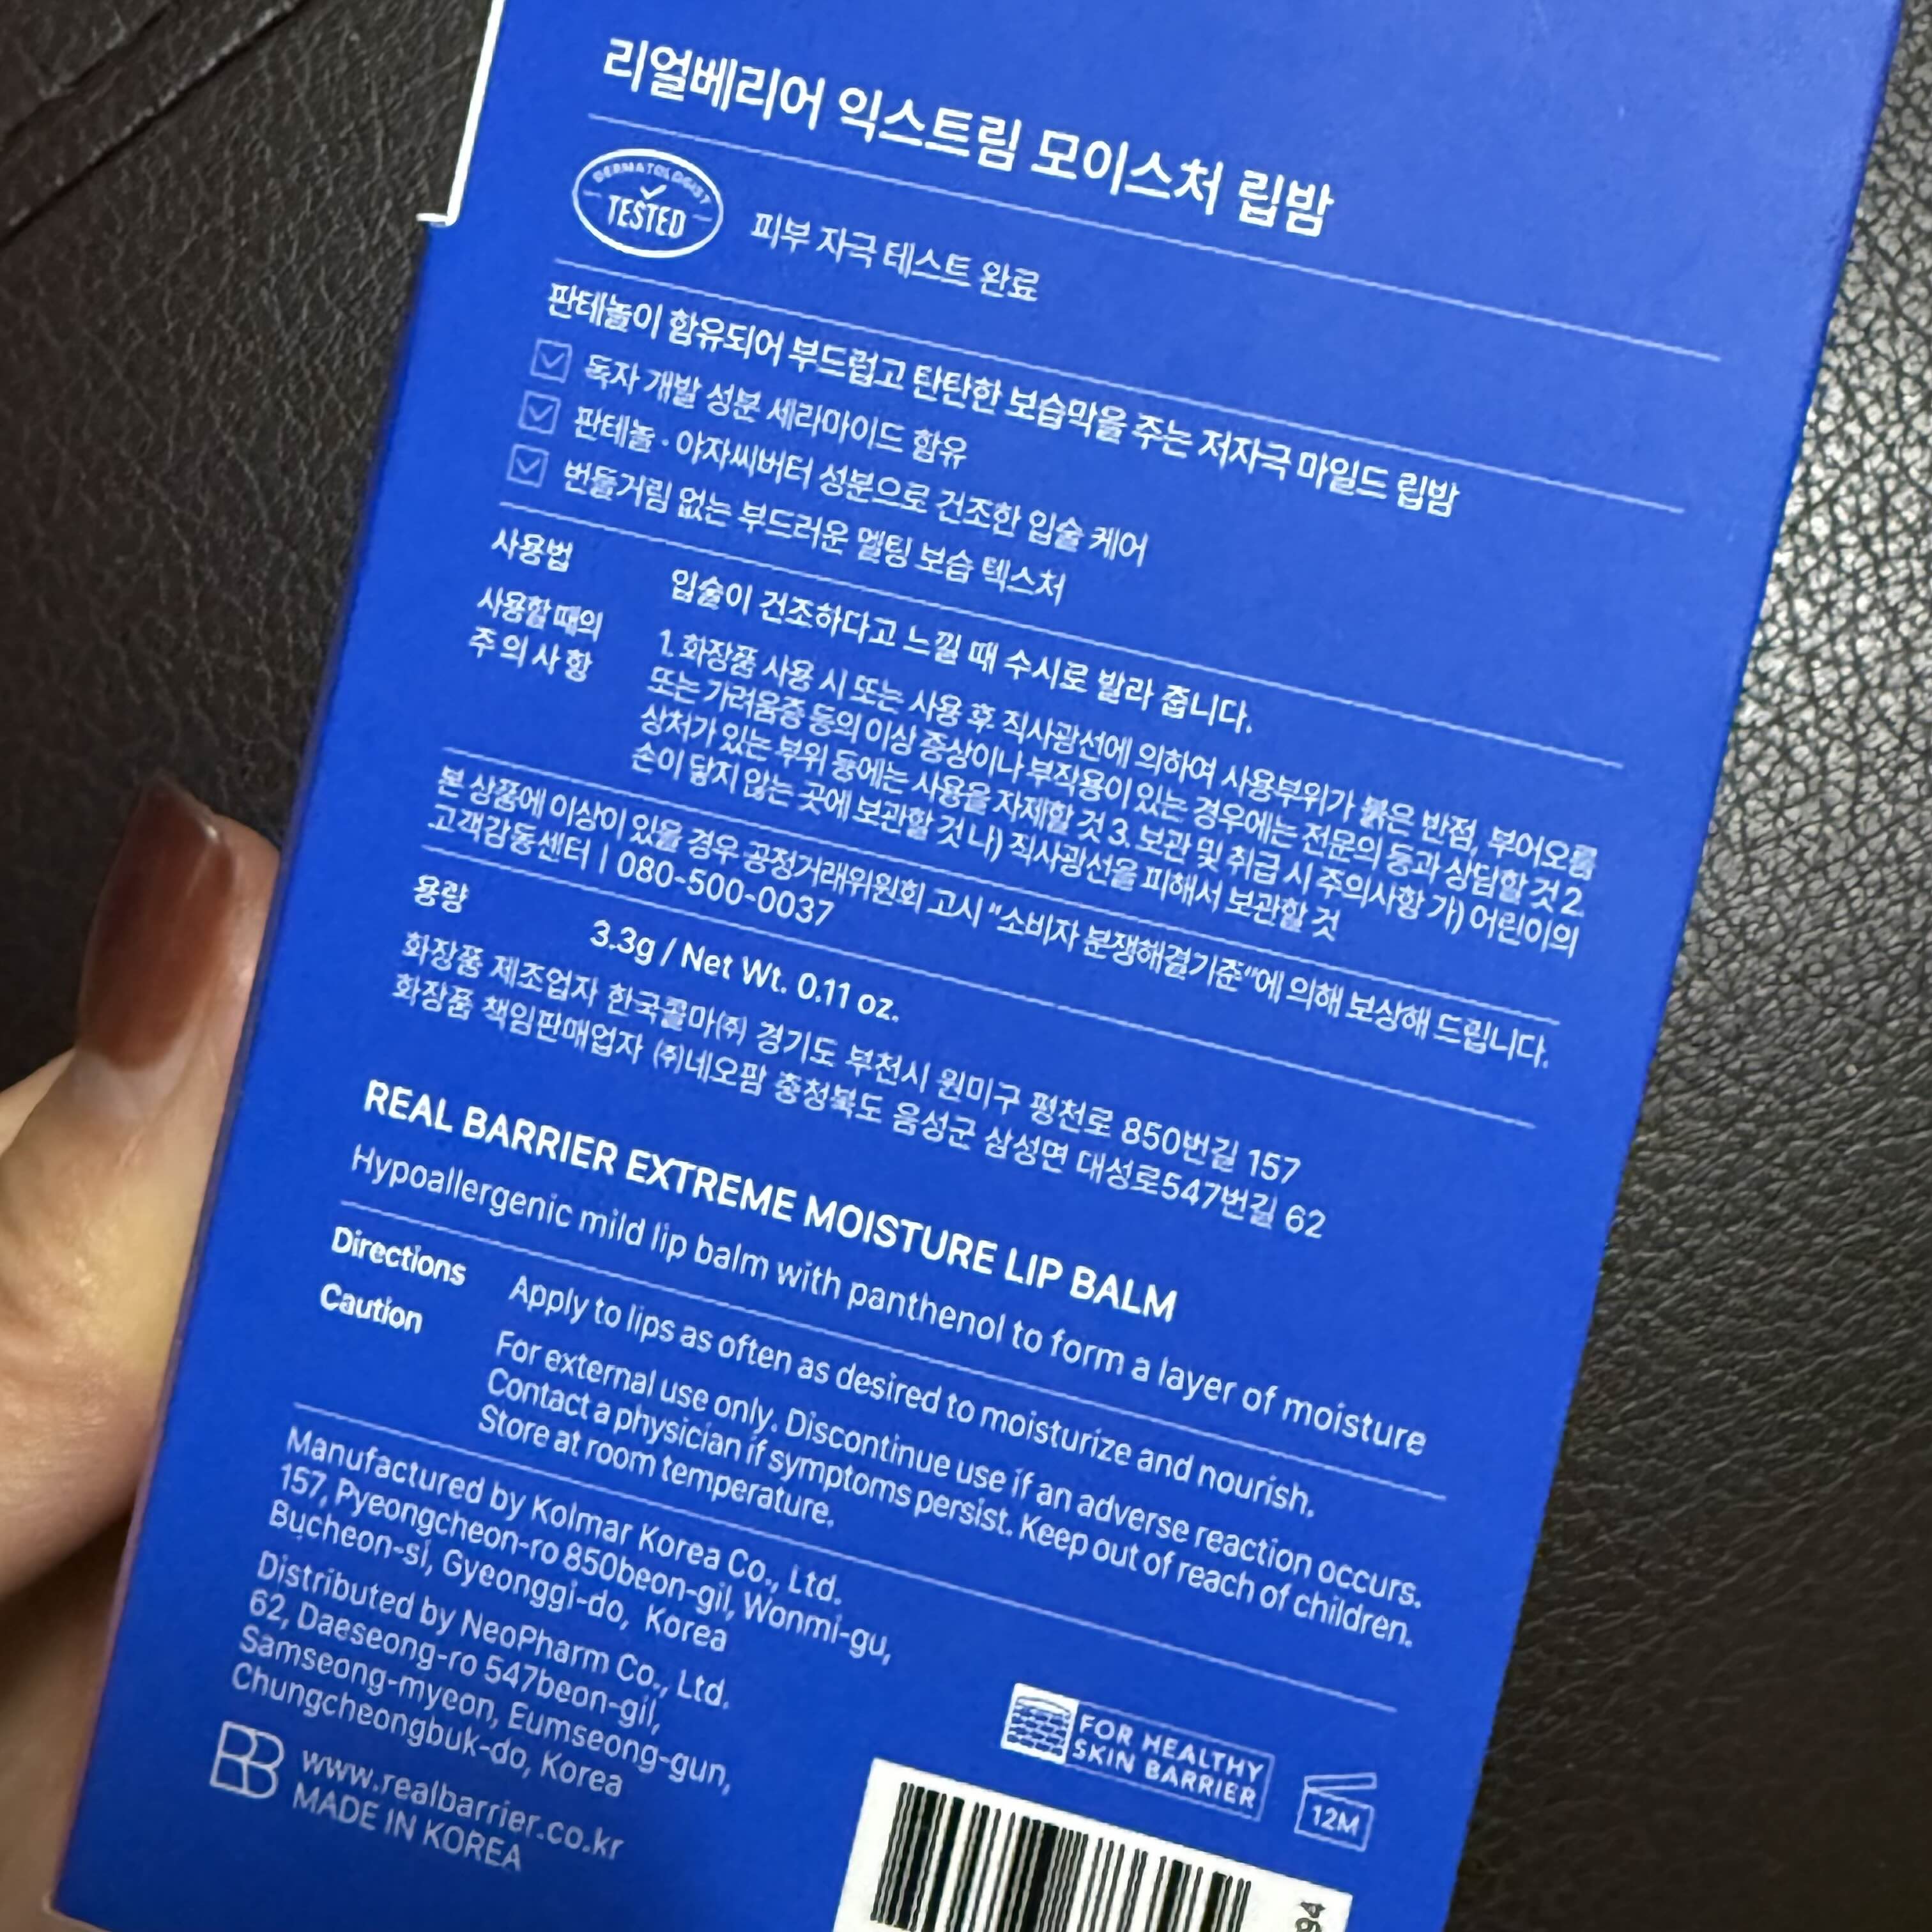 리얼베리어 익스트림 모이스처 립밤
DERMATOLOGIST
TESTED
피부 자극 테스트 완료
판테놀이 함유되어 부드럽고 탄탄한 보습막을 주는 저자극 마일드 립밤
독자 개발 성분 세라마이드 함유
판테놀 · 야자씨버터 성분으로 건조한 입술 케어
번들거림 없는 부드러운 멜팅 보습 텍스처
사용법 입술이 건조하다고 느낄 때 수시로 발라 줍니다.
사용할 때의
주 의 사 항
1. 화장품 사용 시 또는 사용 후 직사광선에 의하여 사용부위가 붉은 반점, 부어오름
또는 가려움증 등의 이상 증상이나 부작용이 있는 경우에는 전문의 등과 상담할 것 2.
상처가 있는 부위 등에는 사용을 자제할 것 3. 보관 및 취급 시 주의사항 가) 어린이의
손이 닿지 않는 곳에 보관할 것 나) 직사광선을 피해서 보관할 것
본 상품에 이상이 있을 경우 공정거래위원회 고시 "소비자 분쟁해결기준"에 의해 보상해 드립니다.
고객감동센터 | 080-500-0037
용량 3.3g / Net Wt. 0.11 oz.
화장품 제조업자 한국콜마㈜ 경기도 부천시 원미구 평천로 850번길 157
화장품 책임판매업자 ㈜네오팜 충청북도 음성군 삼성면 대성로547번길 62
REAL BARRIER EXTREME MOISTURE LIP BALM
Hypoallergenic mild lip balm with panthenol to form a layer of moisture
Directions Apply to lips as often as desired to moisturize and nourish.
Caution For external use only. Discontinue use if an adverse reaction occurs.
Contact a physician if symptoms persist. Keep out of reach of children.
Store at room temperature.
Manufactured by Kolmar Korea Co., Ltd.
157, Pyeongcheon-ro 850beon-gil, Wonmi-gu,
Bucheon-si, Gyeonggi-do, Korea
Distributed by NeoPharm Co., Ltd.
62, Daeseong-ro 547beon-gil,
Samseong-myeon, Eumseong-gun,
Chungcheongbuk-do, Korea
www.realbarrier.co.kr
MADE IN KOREA
FOR HEALTHY
SKIN BARRIER
12M
94